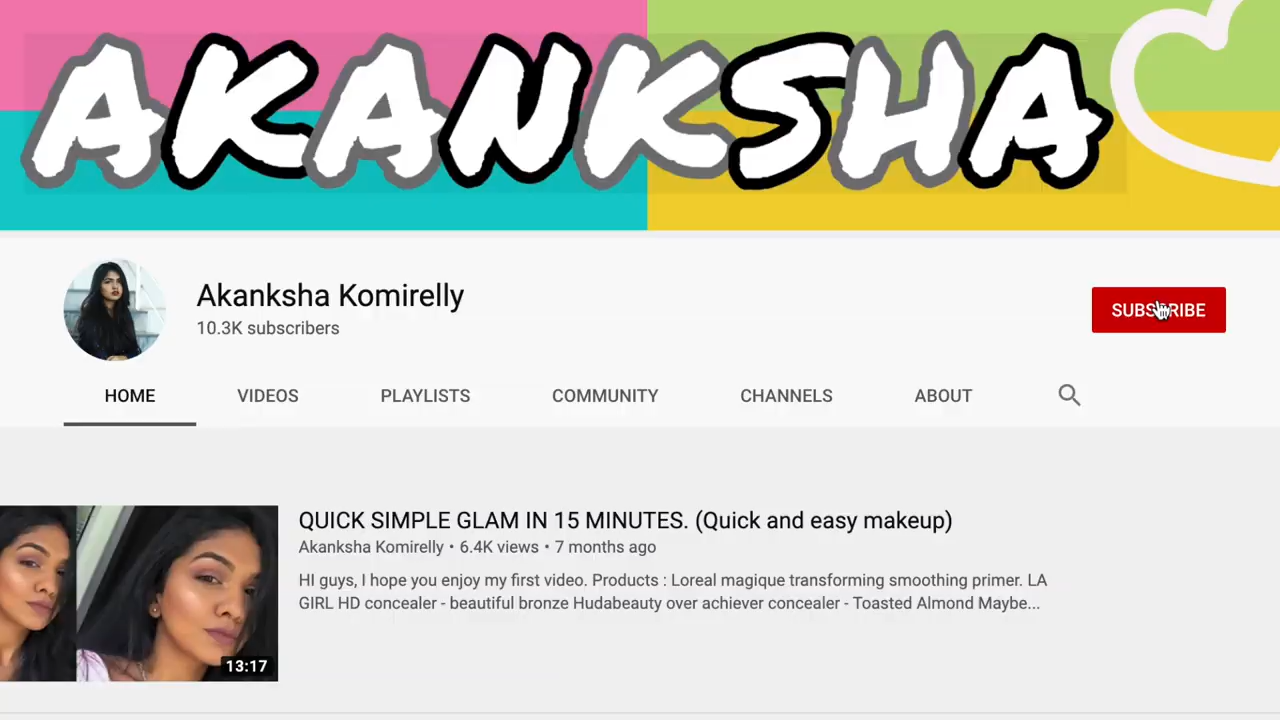 AKANKSHA
Akanksha Komirelly
10.3K subscribers
SUBSCRIBE
HOME VIDEOS PLAYLISTS COMMUNITY CHANNELS ABOUT
QUICK SIMPLE GLAM IN 15 MINUTES. (Quick and easy makeup)
Akanksha Komirelly • 6.4K views • 7 months ago
HI guys, I hope you enjoy my first video. Products : Loreal magique transforming smoothing primer. LA
GIRL HD concealer - beautiful bronze Hudabeauty over achiever concealer - Toasted Almond Maybe...
13:17